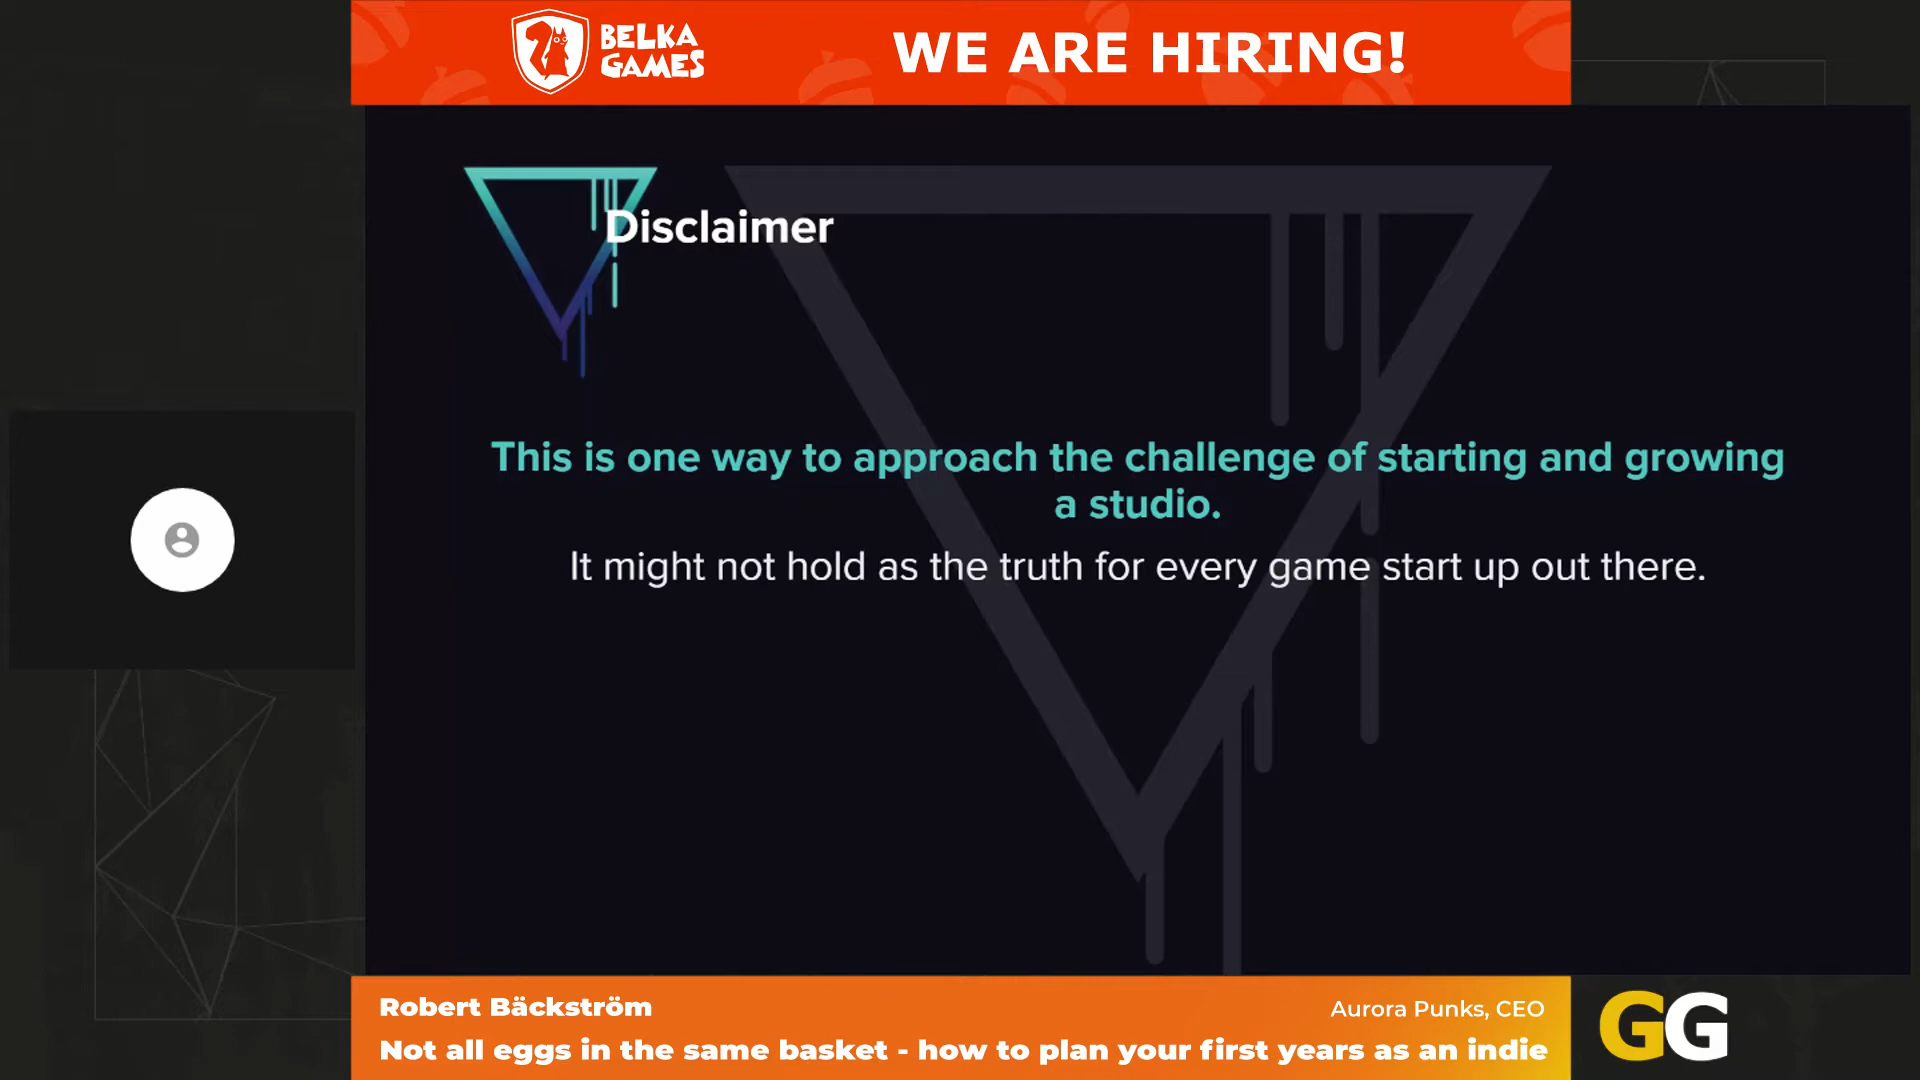 BELKA
GAMES
WE ARE HIRING!
Disclaimer
This is one way to approach the challenge of starting and growing
a studio.
It might not hold as the truth for every game start up out there.
Robert Bäckström
Aurora Punks, CEO
Not all eggs in the same basket - how to plan your first years as an indie
GG